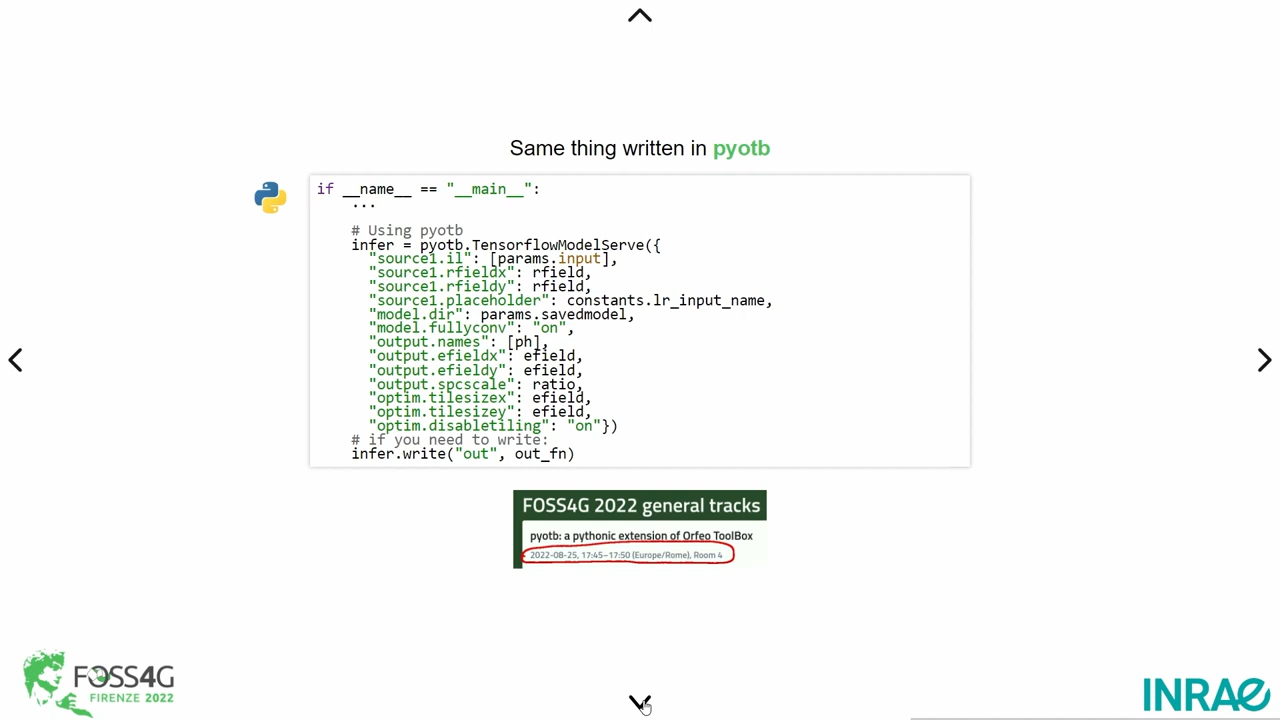 Same thing written in pyotb
if __name__ == "__main__":
...
# Using pyotb
infer = pyotb.TensorflowModelServe({
"source1.il": [params.input],
"source1.rfieldx": rfield,
"source1.rfieldy": rfield,
"source1.placeholder": constants.lr_input_name,
"model.dir": params.savedmodel,
"model.fullyconv": "on",
"output.names": [ph],
"output.efieldx": efield,
"output.efieldy": efield,
"output.spcscale": ratio,
"optim.tilesizex": efield,
"optim.tilesizey": efield,
"optim.disabletiling": "on"})
# if you need to write:
infer.write("out", out_fn)
FOSS4G 2022 general tracks
pyotb: a pythonic extension of Orfeo ToolBox
2022-08-25, 17:45–17:50 (Europe/Rome), Room 4
FOSS4G
FIRENZE 2022
INRAE